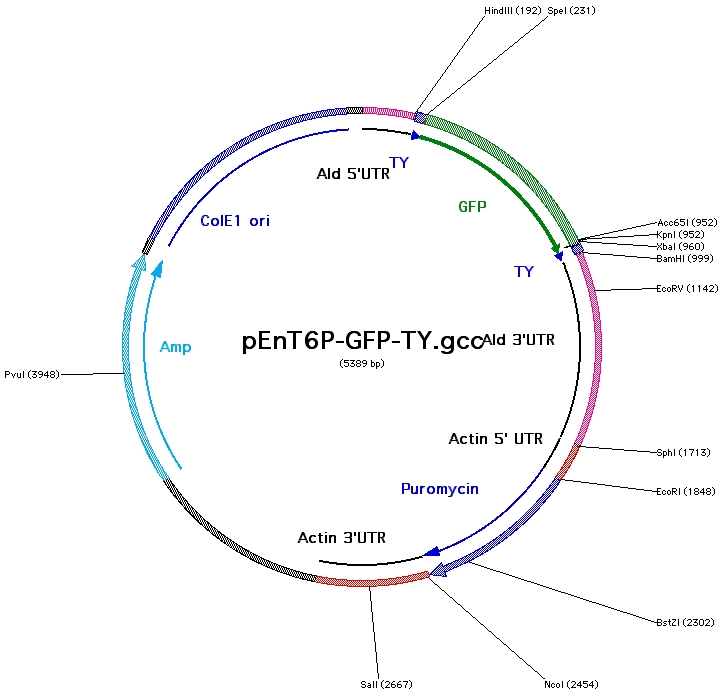 HindIII (192)
SpeI (231)
Ald 5'UTR
TY
GFP
ColE1 ori
Acc65I (952)
KpnI (952)
XbaI (960)
BamHI (999)
TY
EcoRV (1142)
pEnT6P-GFP-TY.gcc
(5389 bp)
Ald 3'UTR
Amp
PvuI (3948)
Actin 5' UTR
SphI (1713)
Puromycin
EcoRI (1848)
Actin 3'UTR
BstZI (2302)
SalI (2667)
NcoI (2454)